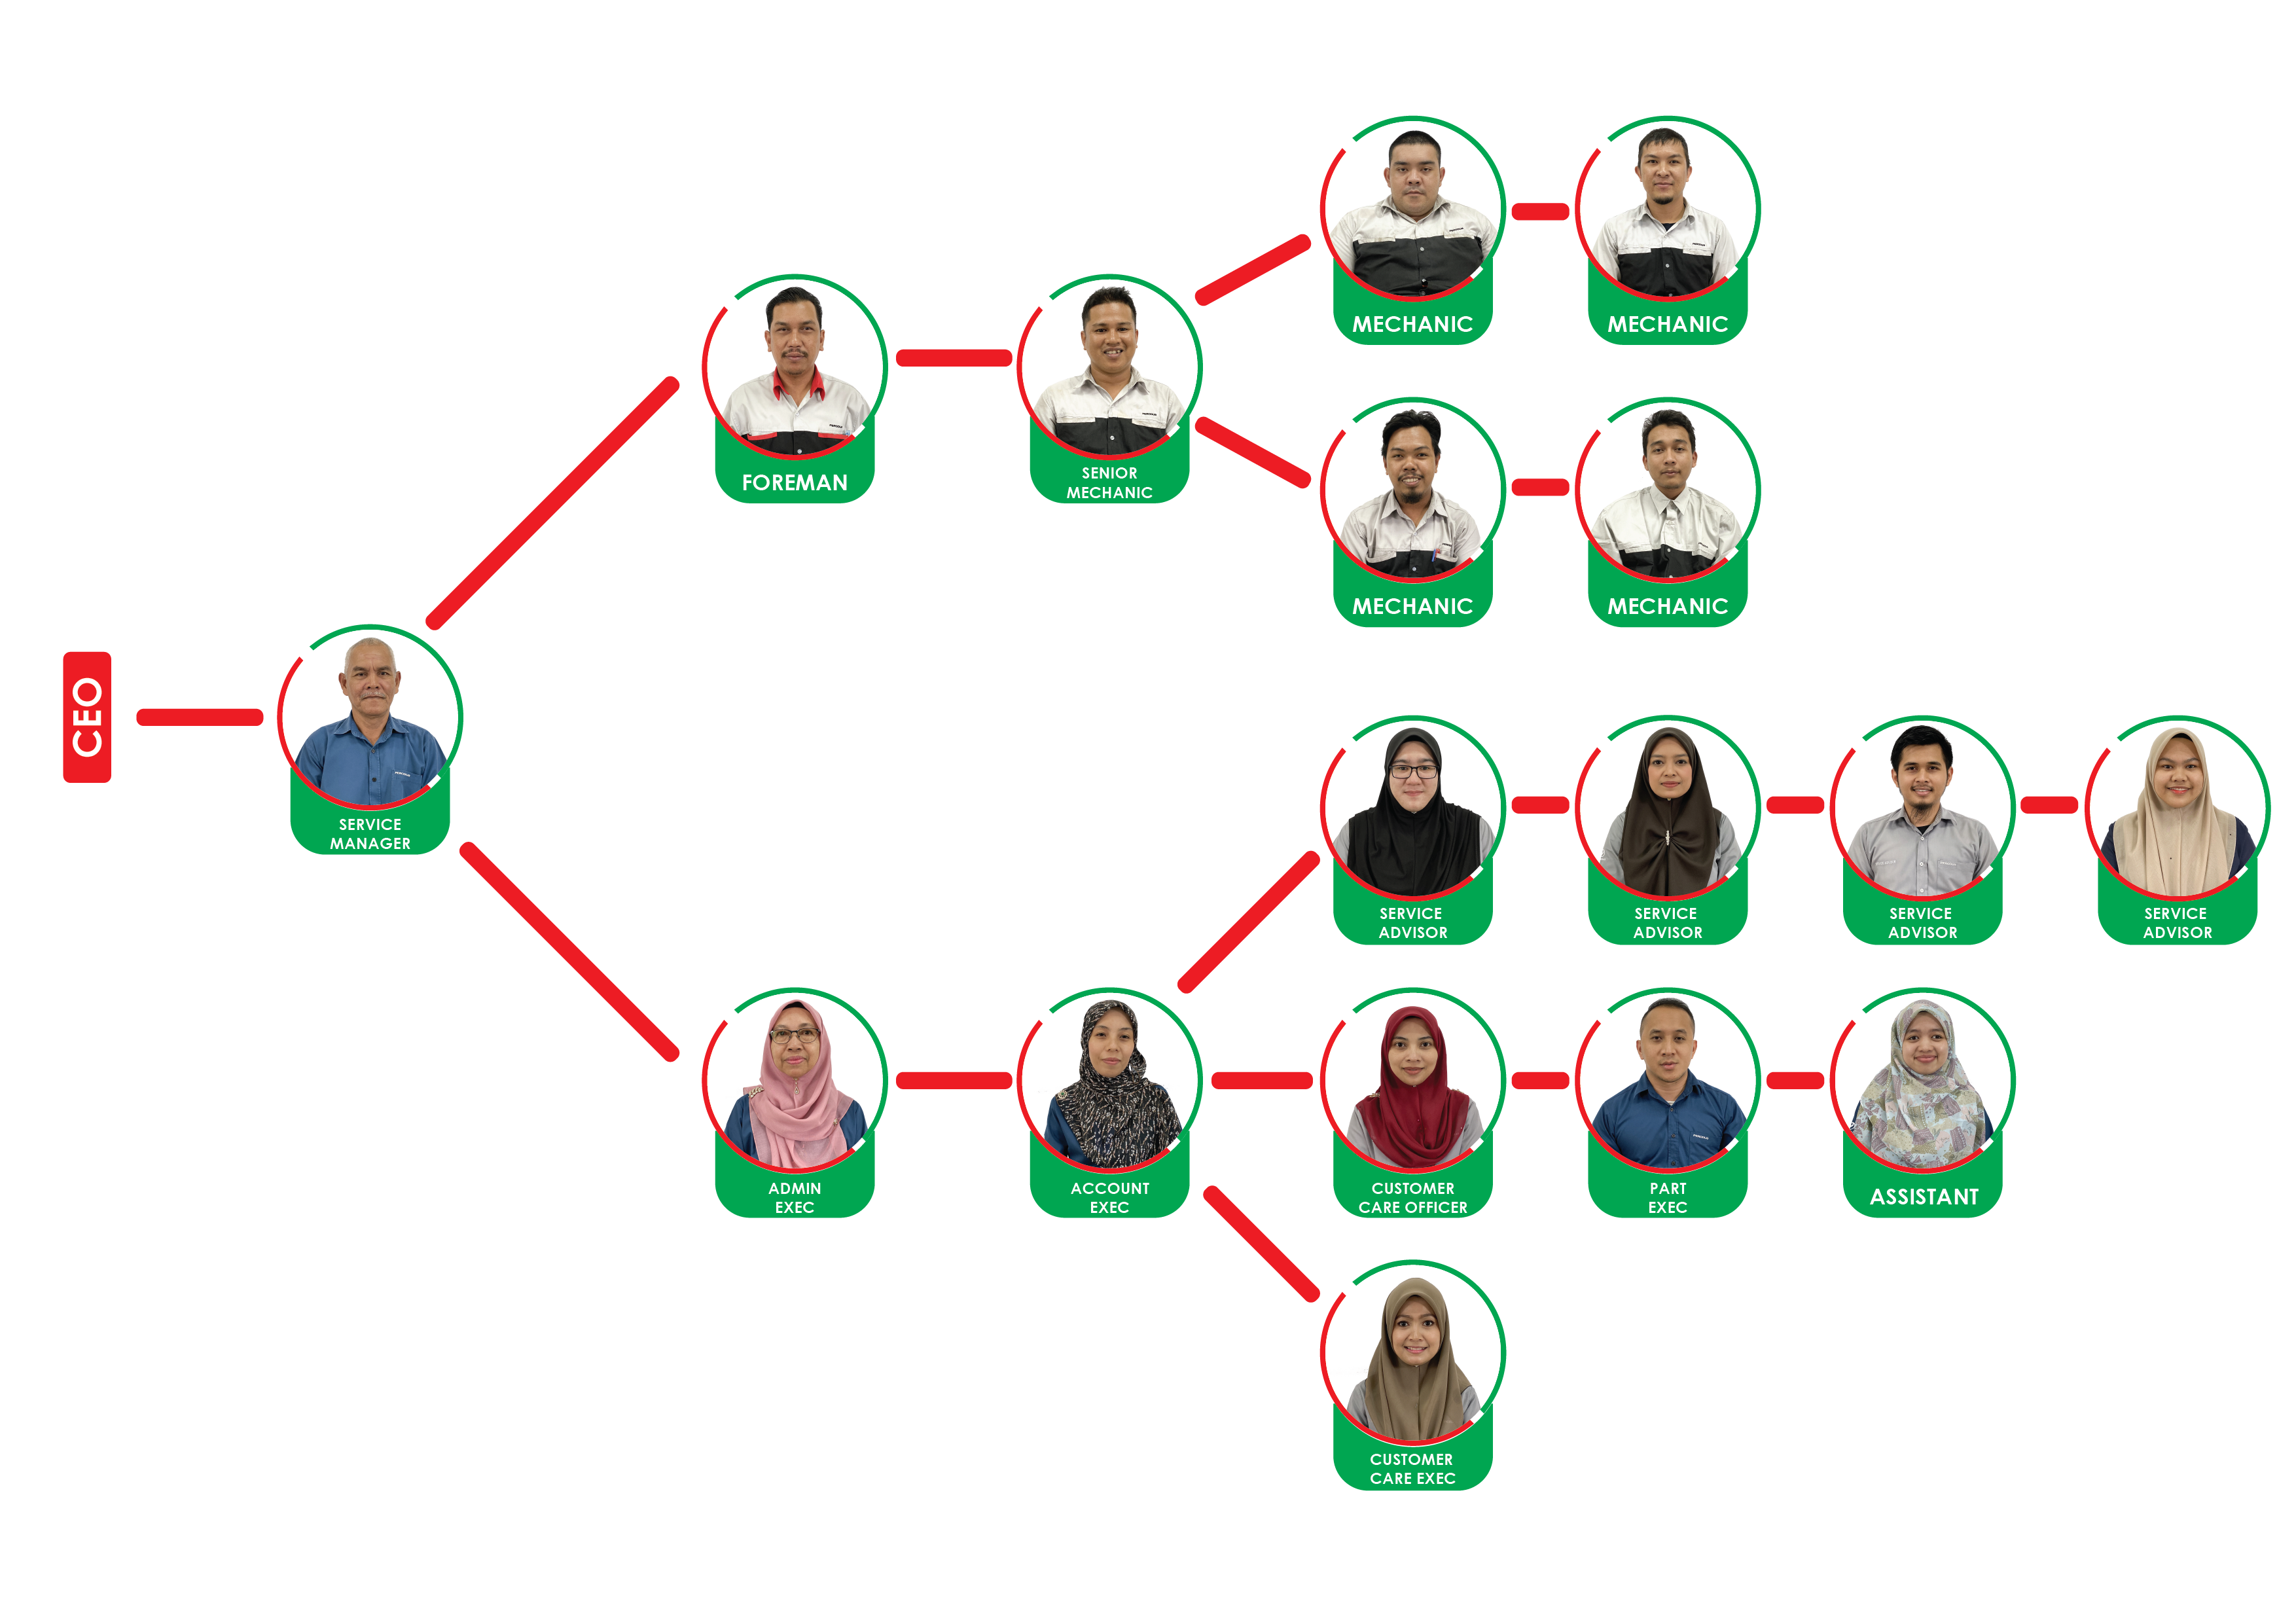 MECHANIC
MECHANIC
FOREMAN
SENIOR
MECHANIC
MECHANIC
MECHANIC
CEO
SERVICE
MANAGER
SERVICE
ADVISOR
SERVICE
ADVISOR
SERVICE
ADVISOR
SERVICE
ADVISOR
ADMIN
EXEC
ACCOUNT
EXEC
CUSTOMER
CARE OFFICER
PART
EXEC
ASSISTANT
CUSTOMER
CARE EXEC